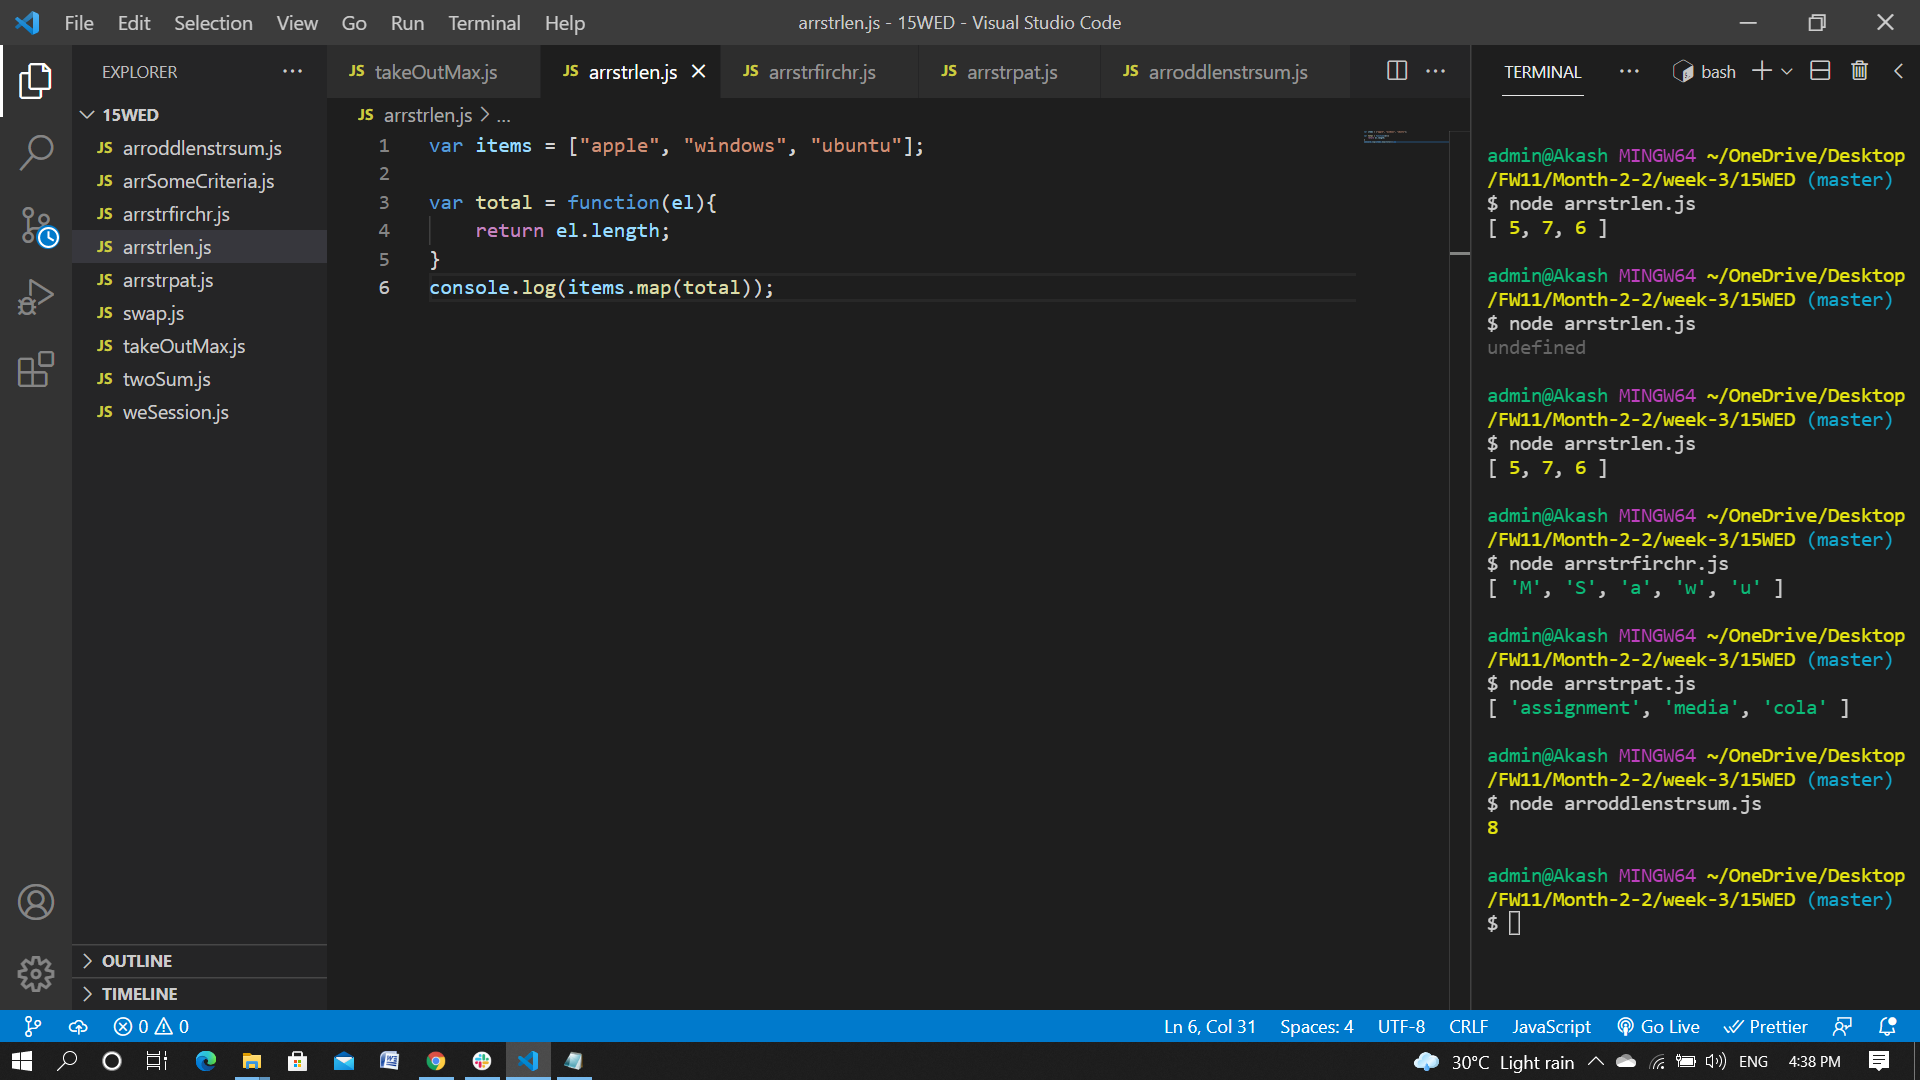 File Edit Selection View Go Run Terminal Help arrstrlen.js - 15WED - Visual Studio Code
EXPLORER
15WED
JS arroddlenstrsum.js
JS arrSomeCriteria.js
JS arrstrfirchr.js
JS arrstrlen.js
JS arrstrpat.js
JS swap.js
JS takeOutMax.js
JS twoSum.js
JS weSession.js
OUTLINE
TIMELINE
JS takeOutMax.js JS arrstrlen.js JS arrstrfirchr.js JS arrstrpat.js JS arroddlenstrsum.js
JS arrstrlen.js > ...
1 var items = ["apple", "windows", "ubuntu"];
2
3 var total = function(el){
4 return el.length;
5 }
6 console.log(items.map(total));
TERMINAL bash
admin@Akash MINGW64 ~/OneDrive/Desktop
/FW11/Month-2-2/week-3/15WED (master)
$ node arrstrlen.js
[ 5, 7, 6 ]
admin@Akash MINGW64 ~/OneDrive/Desktop
/FW11/Month-2-2/week-3/15WED (master)
$ node arrstrlen.js
undefined
admin@Akash MINGW64 ~/OneDrive/Desktop
/FW11/Month-2-2/week-3/15WED (master)
$ node arrstrlen.js
[ 5, 7, 6 ]
admin@Akash MINGW64 ~/OneDrive/Desktop
/FW11/Month-2-2/week-3/15WED (master)
$ node arrstrfirchr.js
[ 'M', 'S', 'a', 'w', 'u' ]
admin@Akash MINGW64 ~/OneDrive/Desktop
/FW11/Month-2-2/week-3/15WED (master)
$ node arrstrpat.js
[ 'assignment', 'media', 'cola' ]
admin@Akash MINGW64 ~/OneDrive/Desktop
/FW11/Month-2-2/week-3/15WED (master)
$ node arroddlenstrsum.js
8
admin@Akash MINGW64 ~/OneDrive/Desktop
/FW11/Month-2-2/week-3/15WED (master)
$
0 0 Ln 6, Col 31 Spaces: 4 UTF-8 CRLF JavaScript Go Live Prettier
30°C Light rain ENG 4:38 PM